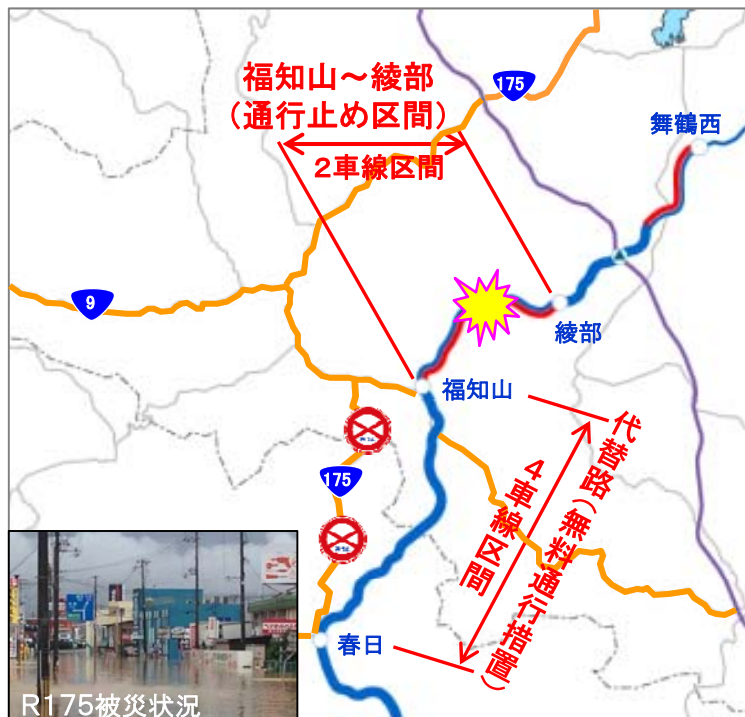 福知山～綾部
（通行止め区間）
2車線区間
175
舞鶴西
9
綾部
福知山
代替路（無料通行措置）
4車線区間
175
春日
R175被災状況